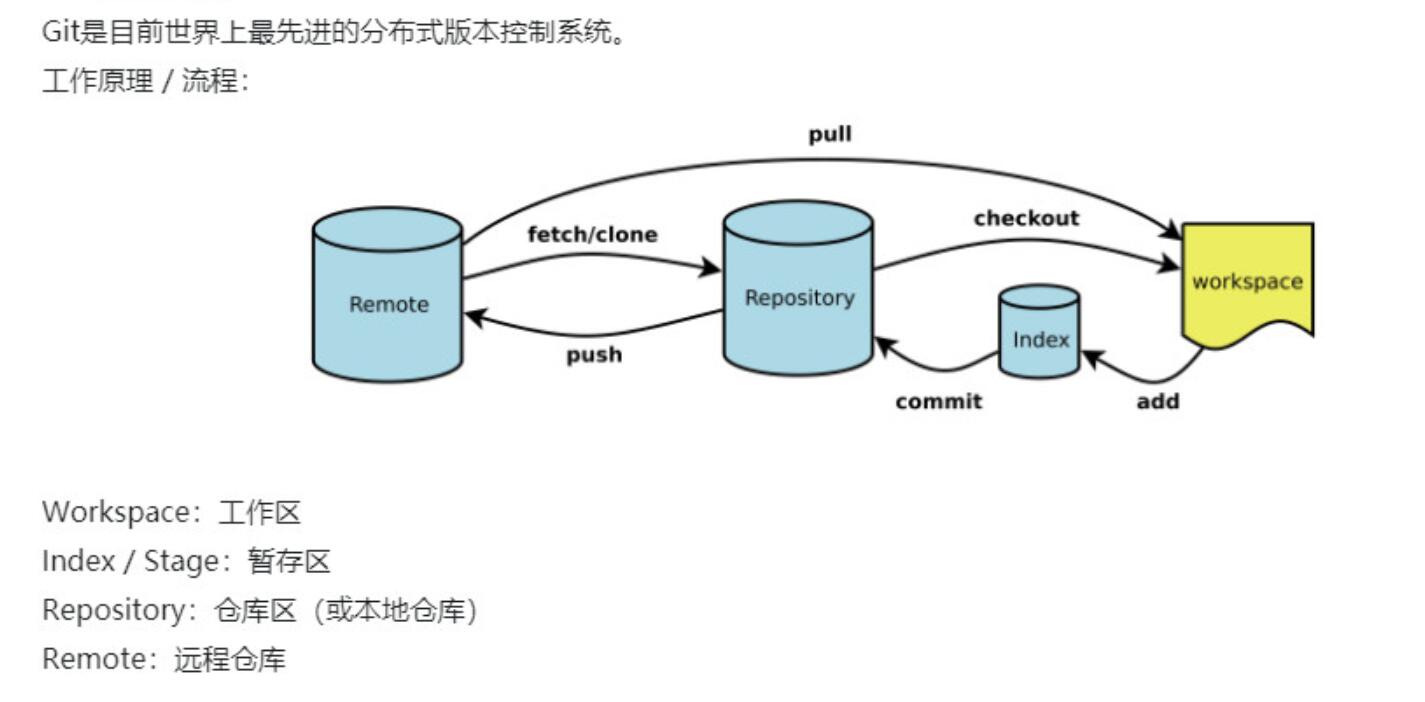 Git是目前世界上最先进的分布式版本控制系统。
工作原理 / 流程：
pull
fetch/clone
checkout
Remote
Repository
workspace
Index
push
commit
add
Workspace：工作区
Index / Stage：暂存区
Repository：仓库区（或本地仓库）
Remote：远程仓库